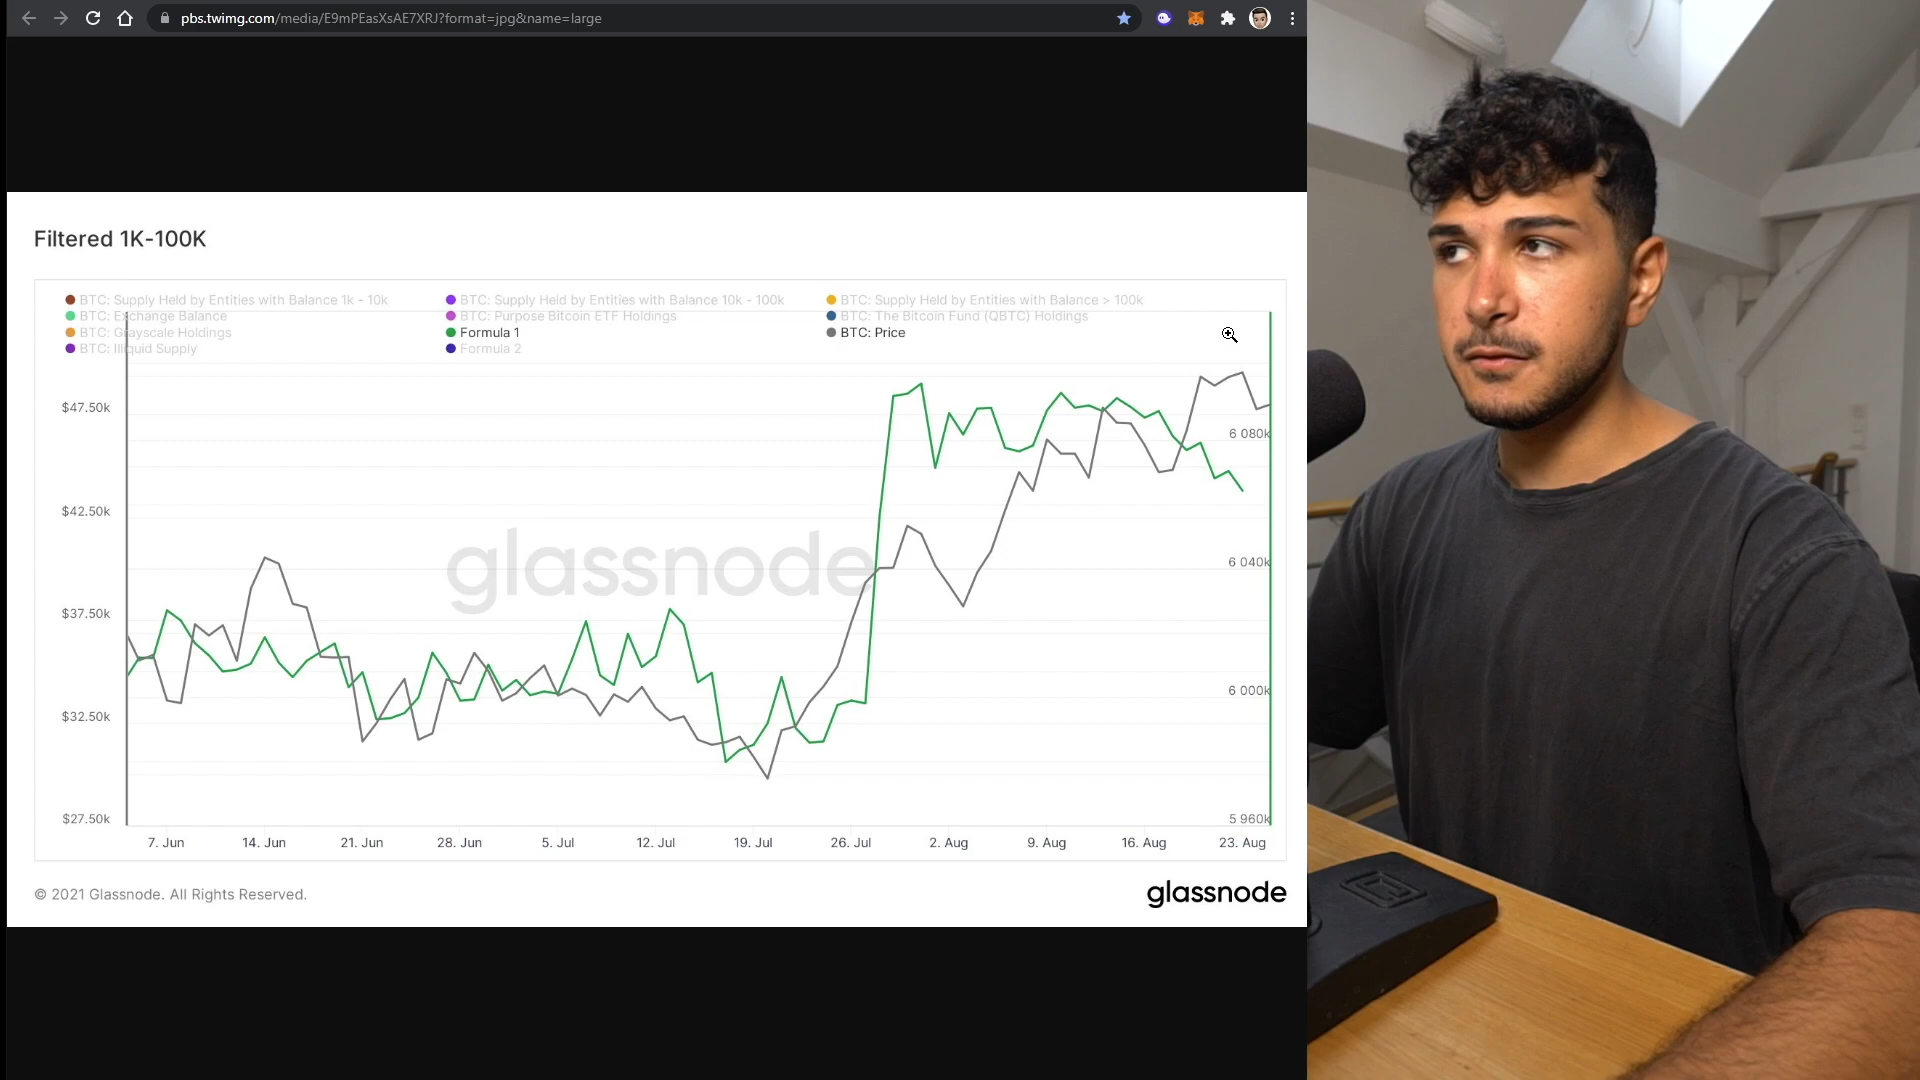 pbs.twimg.com/media/E9mPEasXsAE7XRJ?format=jpg&name=large
Filtered 1K-100K
BTC: Supply Held by Entities with Balance 1k - 10k
BTC: Supply Held by Entities with Balance 10k - 100k
BTC: Supply Held by Entities with Balance > 100k
BTC: Exchange Balance
BTC: Purpose Bitcoin ETF Holdings
BTC: The Bitcoin Fund (QBTC) Holdings
BTC: Grayscale Holdings
Formula 1
BTC: Price
BTC: Illiquid Supply
Formula 2
$47.50k
6 080k
$42.50k
glassnode
6 040k
$37.50k
6 000k
$32.50k
$27.50k
5 960k
7. Jun
14. Jun
21. Jun
28. Jun
5. Jul
12. Jul
19. Jul
26. Jul
2. Aug
9. Aug
16. Aug
23. Aug
© 2021 Glassnode. All Rights Reserved.
glassnode